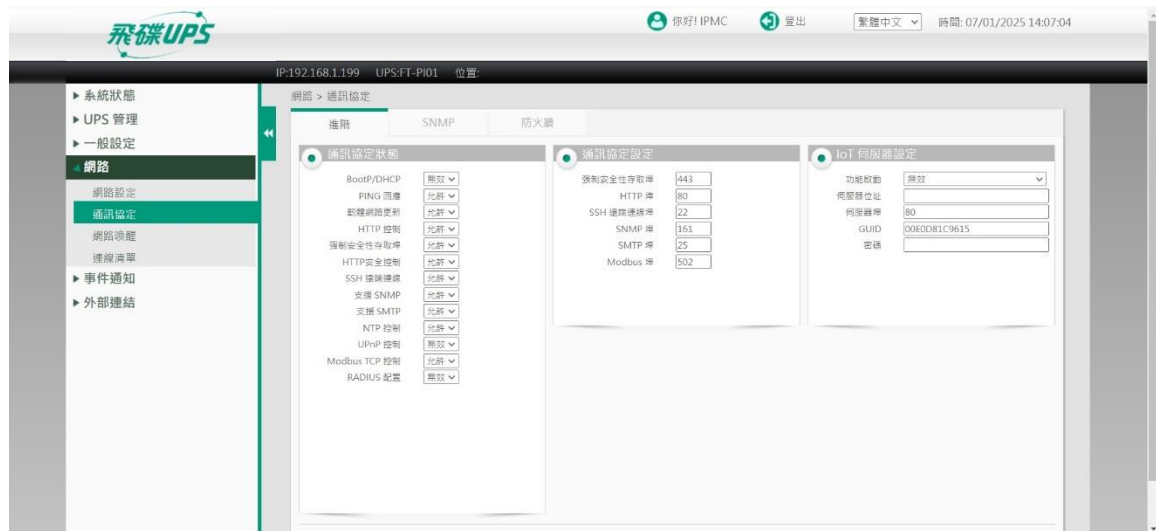 飛碟UPS
你好! IPMC 登出 繁體中文 時間: 07/01/2025 14:07:04
IP:192.168.1.199 UPS:FT-PI01 位置:
系統狀態
UPS 管理
一般設定
網路
網路設定
通訊協定
網路喚醒
連線清單
事件通知
外部連結
網路 > 通訊協定
進階 SNMP 防火牆
通訊協定狀態
BootP/DHCP 無效
PING 回應 允許
韌體網路更新 允許
HTTP 控制 允許
強制安全性存取埠 允許
HTTP安全控制 允許
SSH 遠端連線 允許
支援 SNMP 允許
支援 SMTP 允許
NTP 控制 允許
UPnP 控制 無效
Modbus TCP 控制 允許
RADIUS 配置 無效
通訊協定設定
強制安全性存取埠 443
HTTP 埠 80
SSH 遠端連線埠 22
SNMP 埠 161
SMTP 埠 25
Modbus 埠 502
IoT 伺服器設定
功能啟動 無效
伺服器位址
伺服器埠 80
GUID 00E0D81C9615
密碼